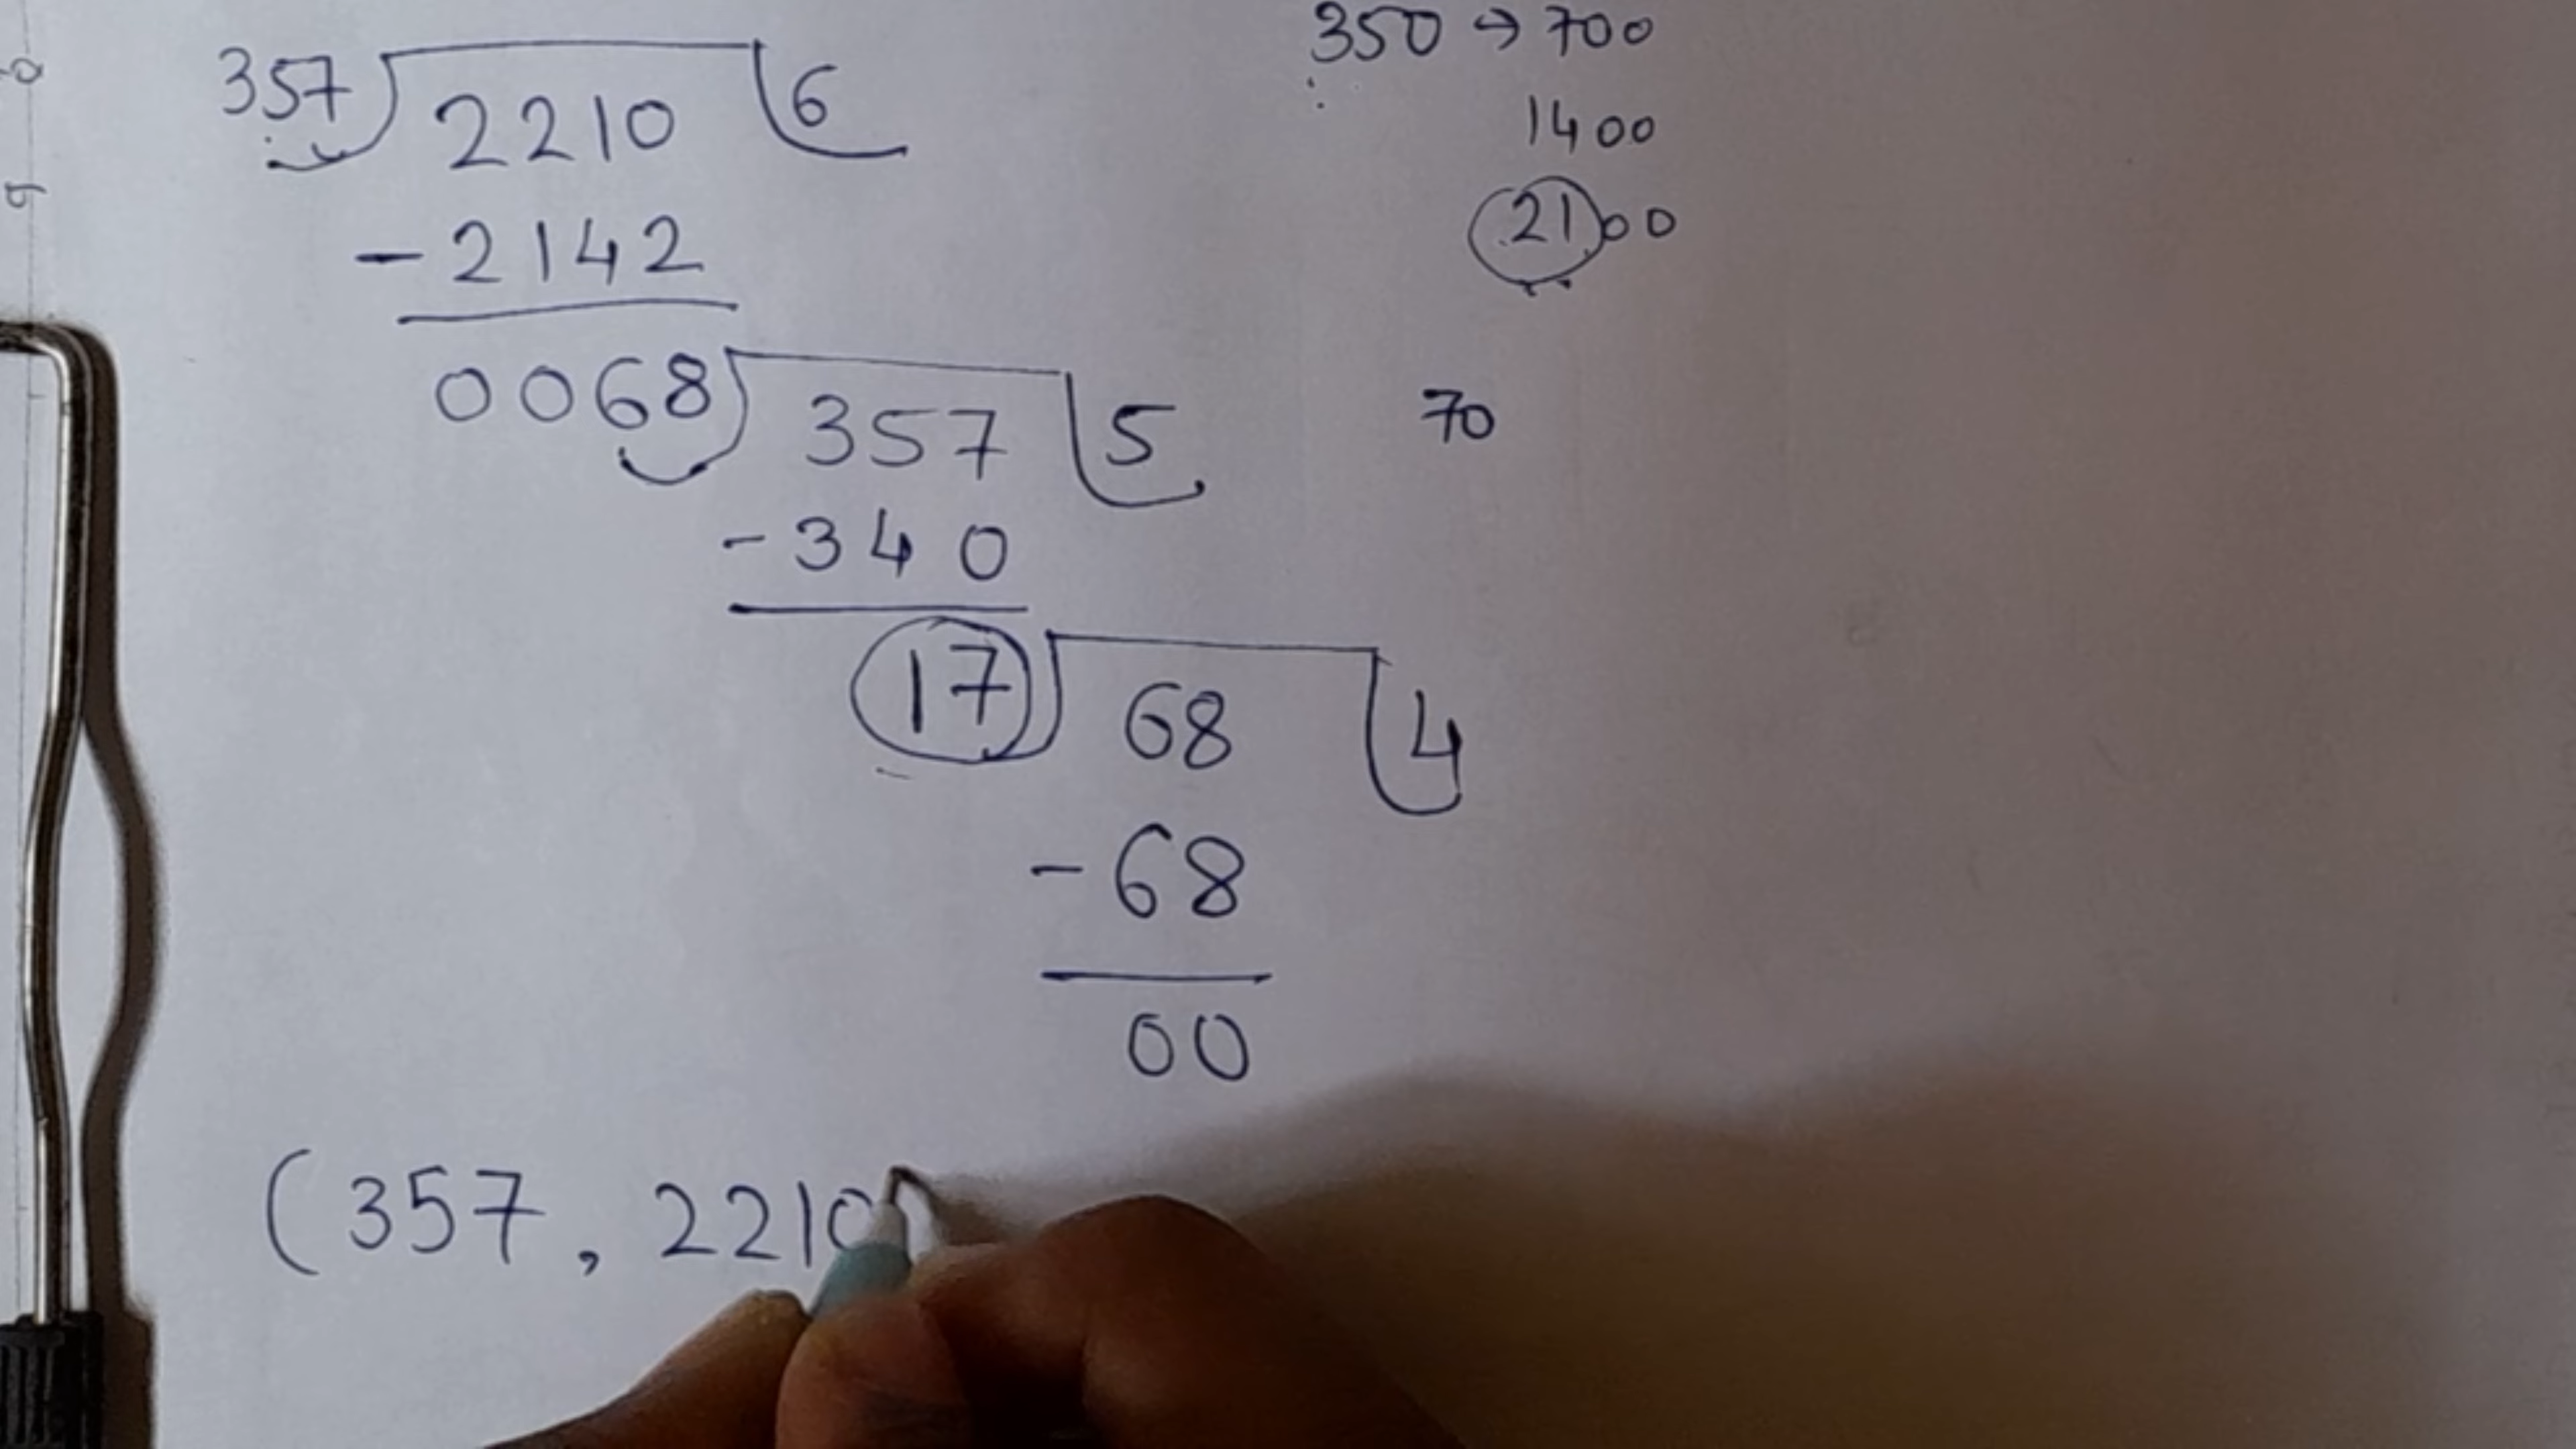 357) 2210 (6
- 2142
0068) 357 (5
- 340
17) 68 (4
- 68
00
(357, 2210
350 → 700
1400
2100
70